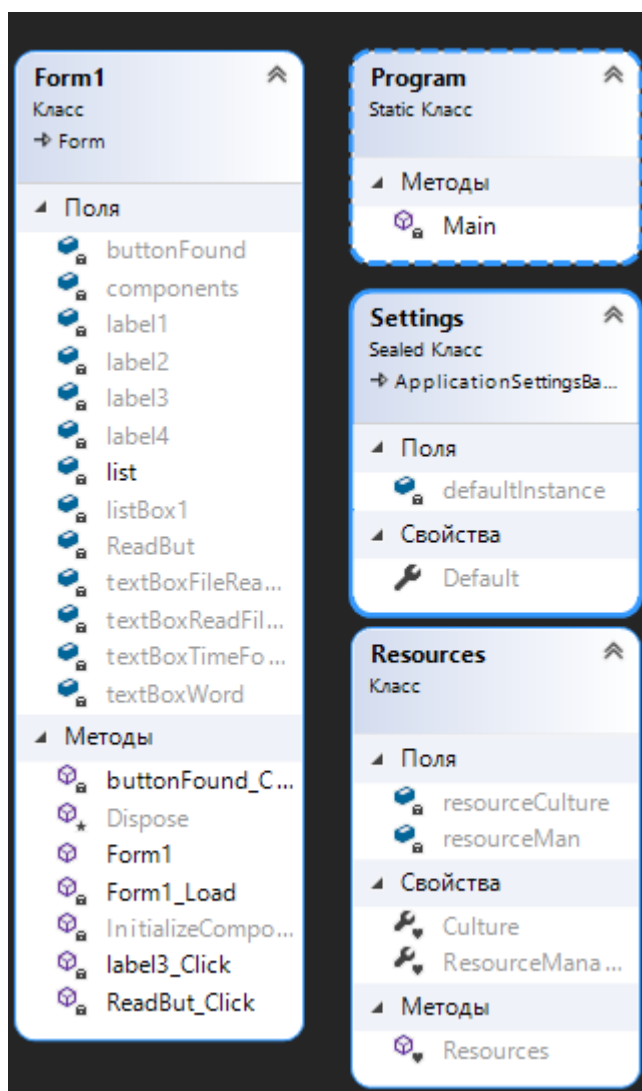 Form1
Класс
Form
Поля
buttonFound
components
label1
label2
label3
label4
list
listBox1
ReadBut
textBoxFileRea...
textBoxReadFil...
textBoxTimeFo...
textBoxWord
Методы
buttonFound_C...
Dispose
Form1
Form1_Load
InitializeCompo...
label3_Click
ReadBut_Click
Program
Static Класс
Методы
Main
Settings
Sealed Класс
ApplicationSettingsBa...
Поля
defaultInstance
Свойства
Default
Resources
Класс
Поля
resourceCulture
resourceMan
Свойства
Culture
ResourceMana...
Методы
Resources